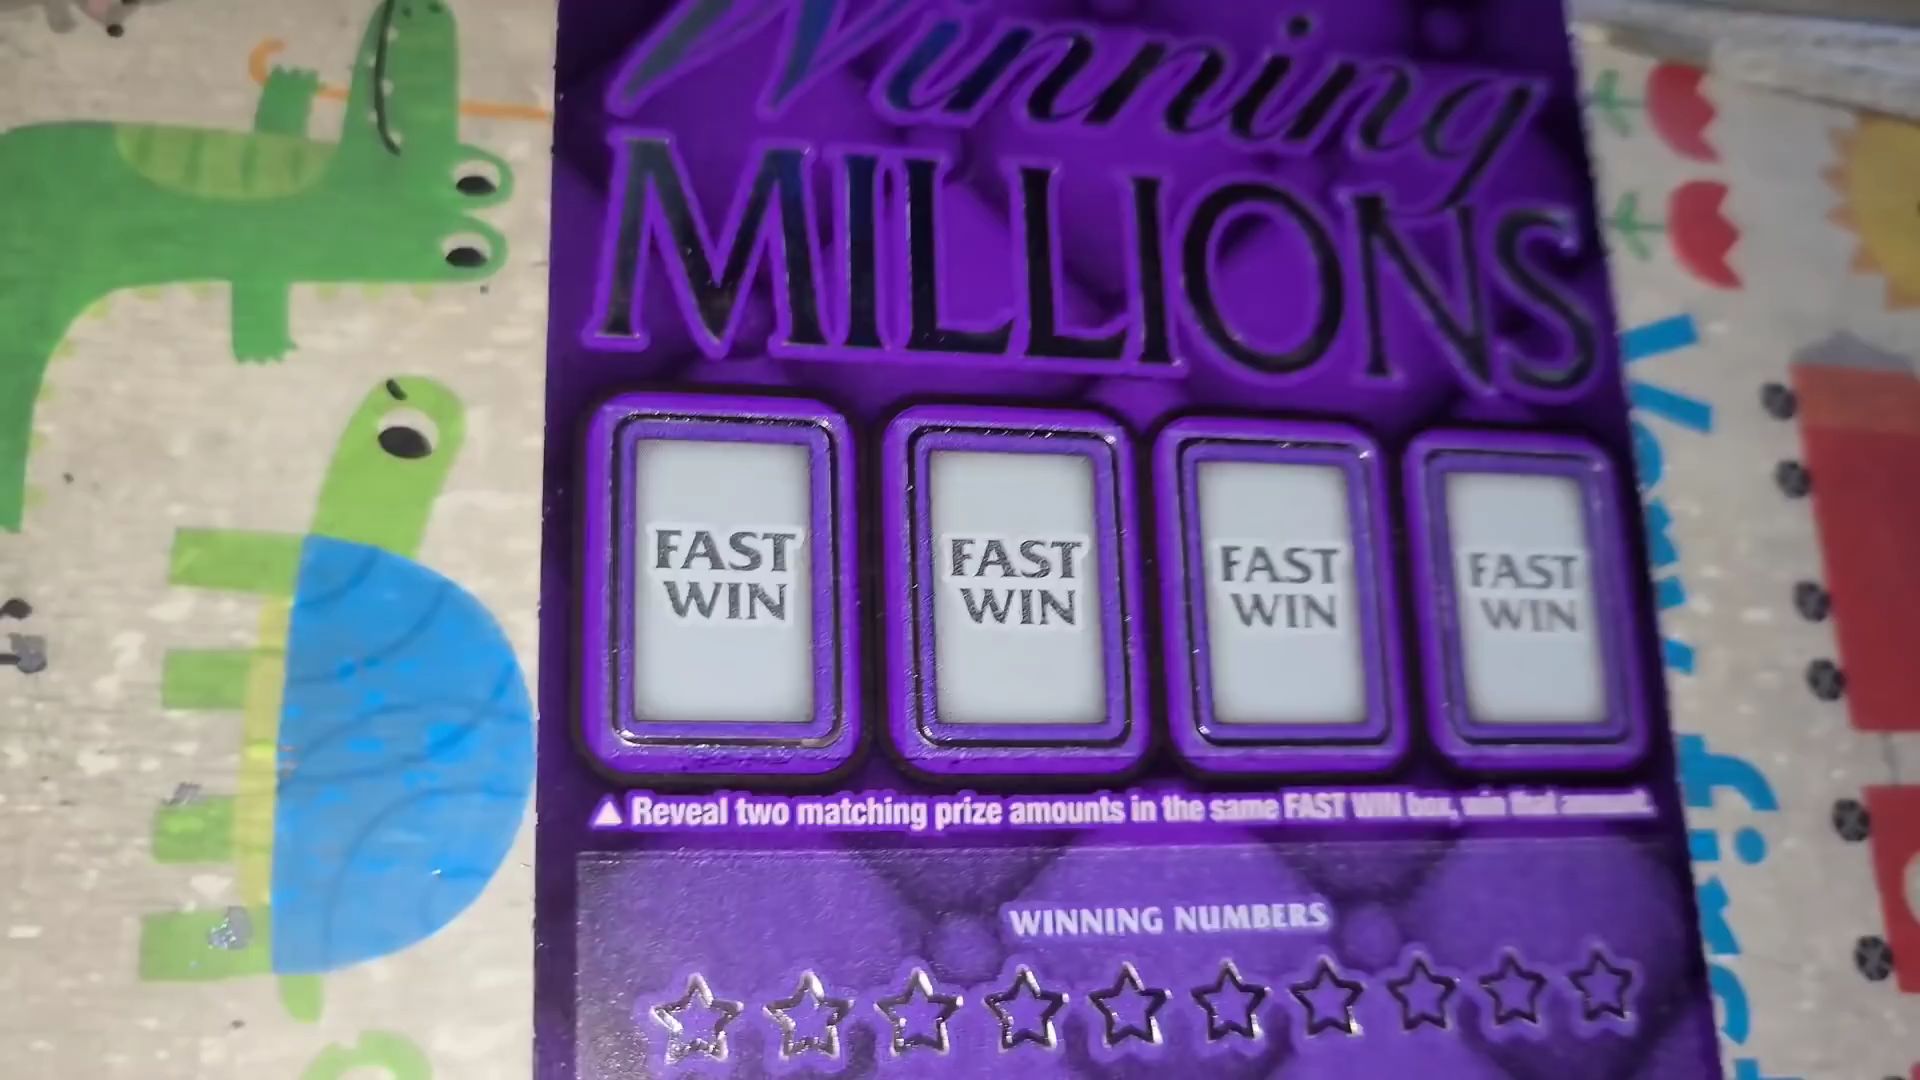 Winning
MILLIONS
FAST
WIN
FAST
WIN
FAST
WIN
FAST
WIN
▲ Reveal two matching prize amounts in the same FAST WIN box, win that amount.
WINNING NUMBERS